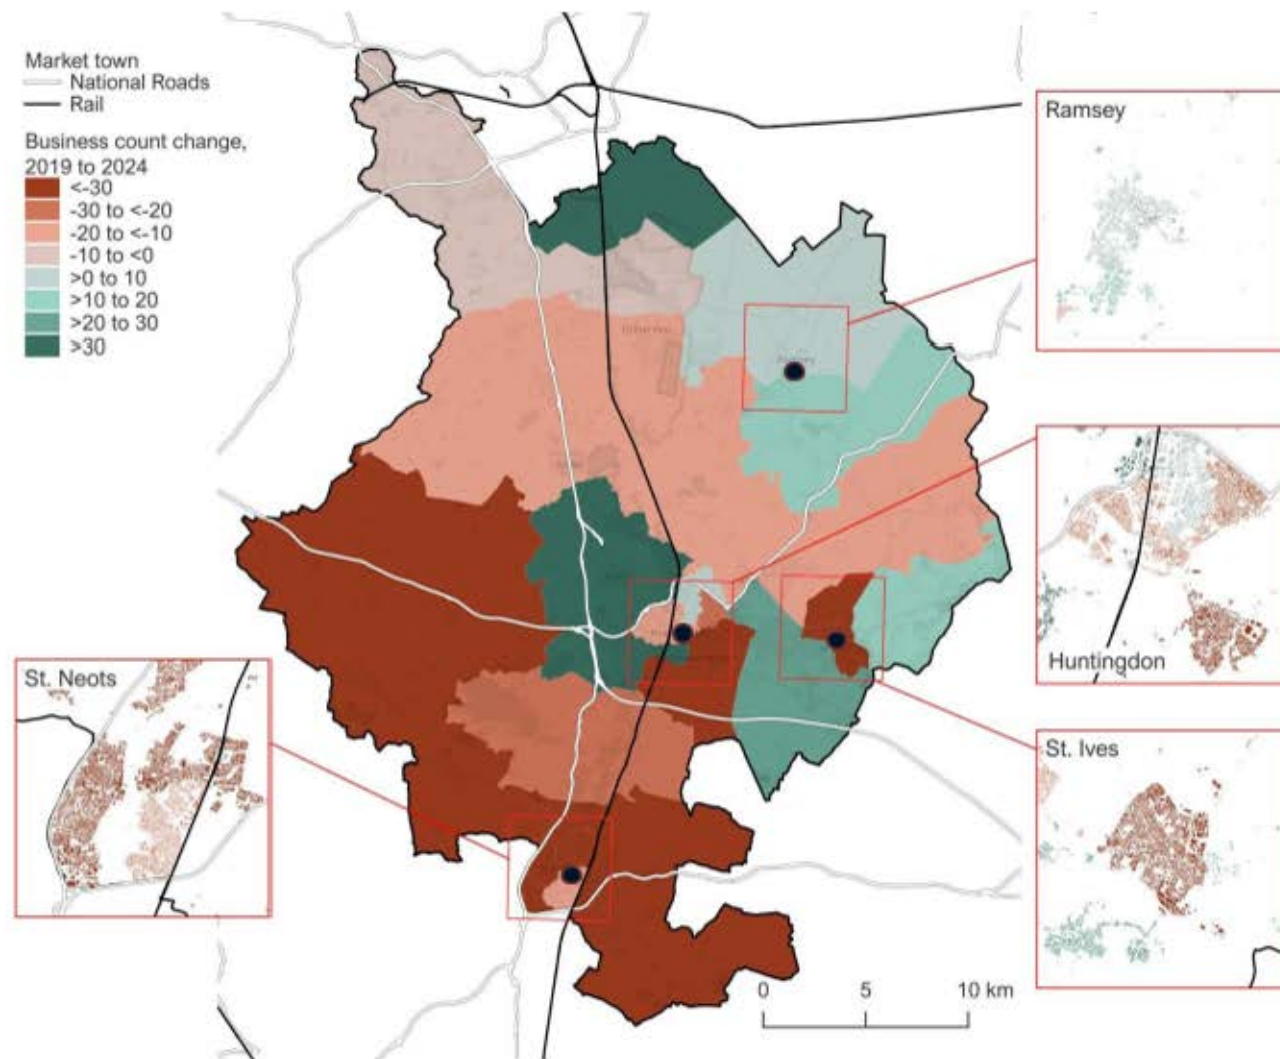 Market town
National Roads
Rail
Business count change,
2019 to 2024
<-30
-30 to <-20
-20 to <-10
-10 to <0
>0 to 10
>10 to 20
>20 to 30
>30
Ramsey
Huntingdon
St. Neots
St. Ives
0 5 10 km